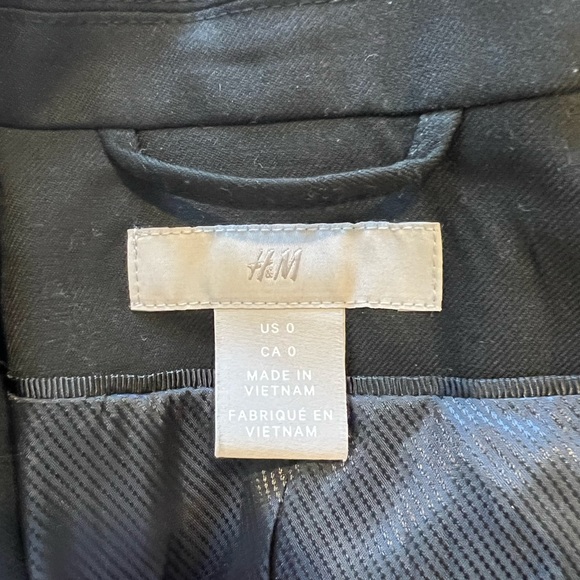 H&M
US 0
CA 0
MADE IN
VIETNAM
FABRIQUÉ EN
VIETNAM